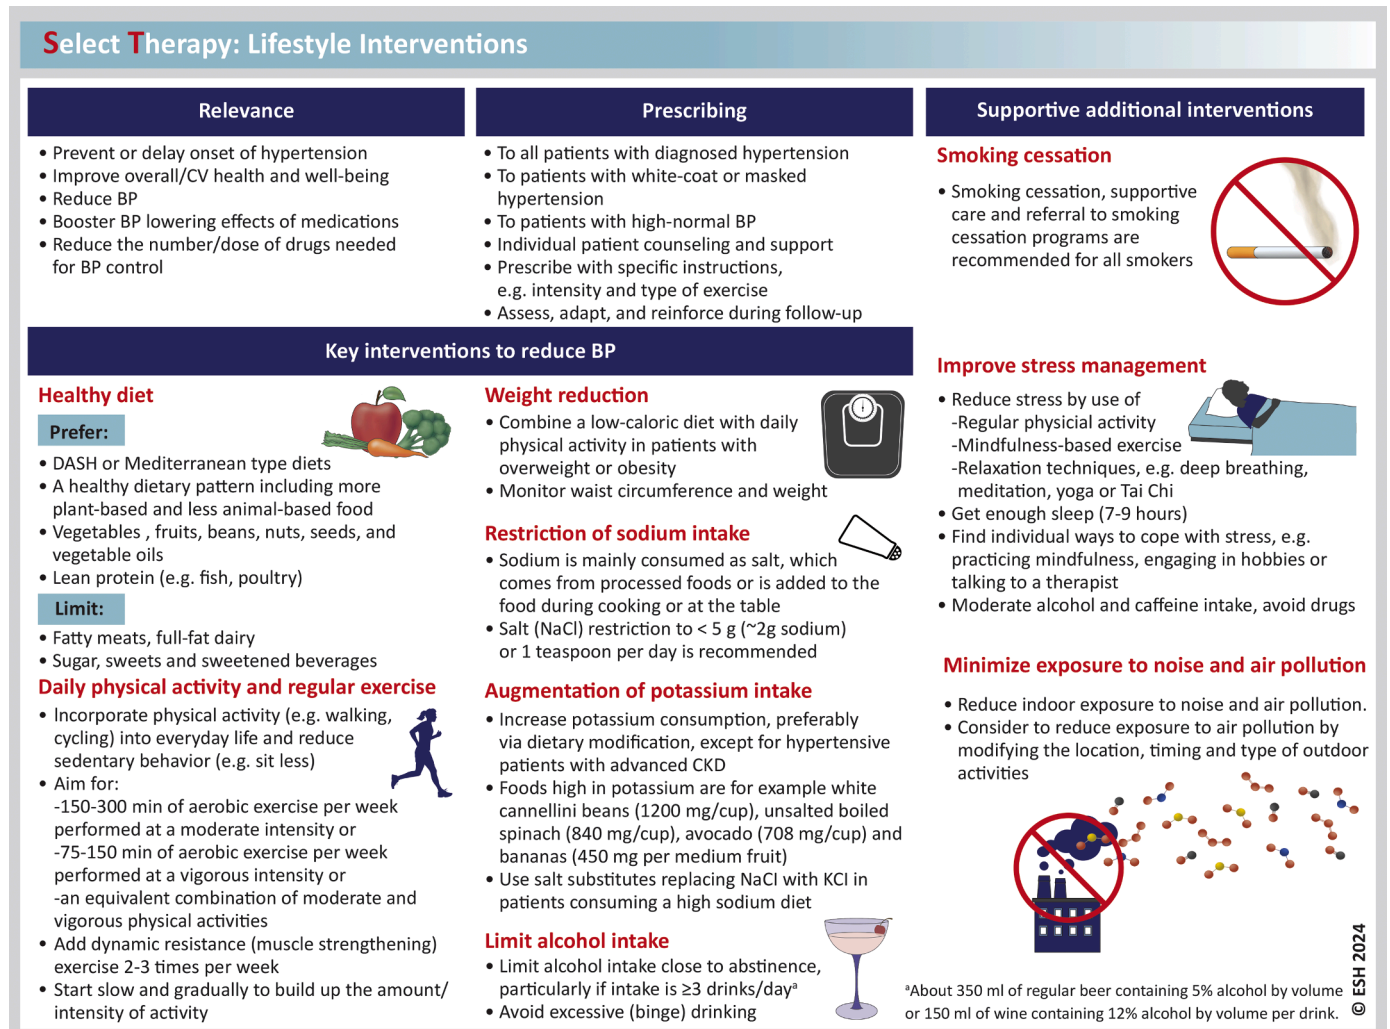 Select Therapy: Lifestyle Interventions
Relevance
• Prevent or delay onset of hypertension
• Improve overall/CV health and well-being
• Reduce BP
• Booster BP lowering effects of medications
• Reduce the number/dose of drugs needed
for BP control
Prescribing
• To all patients with diagnosed hypertension
• To patients with white-coat or masked
hypertension
• To patients with high-normal BP
• Individual patient counseling and support
• Prescribe with specific instructions,
e.g. intensity and type of exercise
• Assess, adapt, and reinforce during follow-up
Key interventions to reduce BP
Healthy diet
Prefer:
• DASH or Mediterranean type diets
• A healthy dietary pattern including more
plant-based and less animal-based food
• Vegetables , fruits, beans, nuts, seeds, and
vegetable oils
• Lean protein (e.g. fish, poultry)
Limit:
• Fatty meats, full-fat dairy
• Sugar, sweets and sweetened beverages
Daily physical activity and regular exercise
• Incorporate physical activity (e.g. walking,
cycling) into everyday life and reduce
sedentary behavior (e.g. sit less)
• Aim for:
-150-300 min of aerobic exercise per week
performed at a moderate intensity or
-75-150 min of aerobic exercise per week
performed at a vigorous intensity or
-an equivalent combination of moderate and
vigorous physical activities
• Add dynamic resistance (muscle strengthening)
exercise 2-3 times per week
• Start slow and gradually to build up the amount/
intensity of activity
Weight reduction
• Combine a low-caloric diet with daily
physical activity in patients with
overweight or obesity
• Monitor waist circumference and weight
Restriction of sodium intake
• Sodium is mainly consumed as salt, which
comes from processed foods or is added to the
food during cooking or at the table
• Salt (NaCl) restriction to < 5 g (~2g sodium)
or 1 teaspoon per day is recommended
Augmentation of potassium intake
• Increase potassium consumption, preferably
via dietary modification, except for hypertensive
patients with advanced CKD
• Foods high in potassium are for example white
cannellini beans (1200 mg/cup), unsalted boiled
spinach (840 mg/cup), avocado (708 mg/cup) and
bananas (450 mg per medium fruit)
• Use salt substitutes replacing NaCl with KCl in
patients consuming a high sodium diet
Limit alcohol intake
• Limit alcohol intake close to abstinence,
particularly if intake is ≥3 drinks/dayᵃ
• Avoid excessive (binge) drinking
Supportive additional interventions
Smoking cessation
• Smoking cessation, supportive
care and referral to smoking
cessation programs are
recommended for all smokers
Improve stress management
• Reduce stress by use of
-Regular physicial activity
-Mindfulness-based exercise
-Relaxation techniques, e.g. deep breathing,
meditation, yoga or Tai Chi
• Get enough sleep (7-9 hours)
• Find individual ways to cope with stress, e.g.
practicing mindfulness, engaging in hobbies or
talking to a therapist
• Moderate alcohol and caffeine intake, avoid drugs
Minimize exposure to noise and air pollution
• Reduce indoor exposure to noise and air pollution.
• Consider to reduce exposure to air pollution by
modifying the location, timing and type of outdoor
activities
ᵃAbout 350 ml of regular beer containing 5% alcohol by volume
or 150 ml of wine containing 12% alcohol by volume per drink.
© ESH 2024